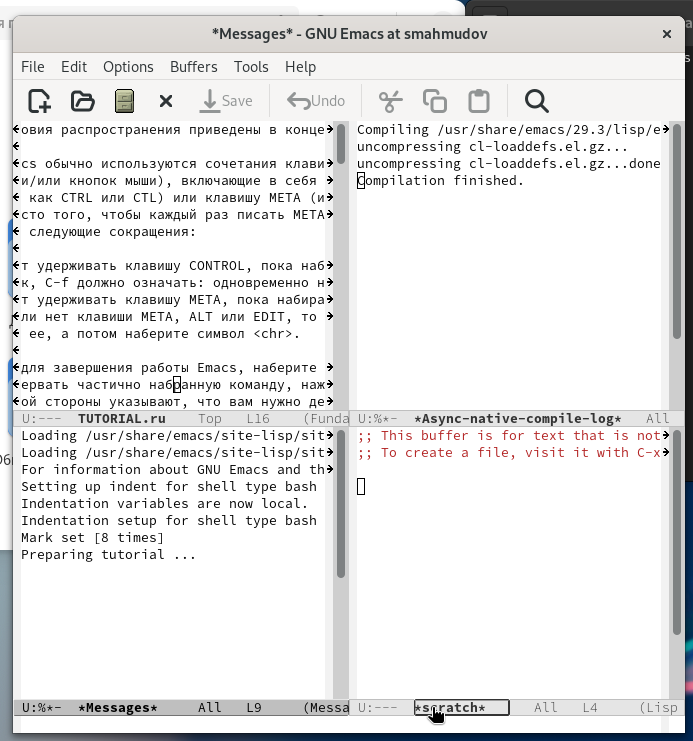 *Messages* - GNU Emacs at smahmudov
File Edit Options Buffers Tools Help
Save Undo
овия распространения приведены в конце
cs обычно используются сочетания клави
и/или кнопок мыши), включающие в себя
как CTRL или CTL) или клавишу META (и
сто того, чтобы каждый раз писать META
следующие сокращения:
т удерживать клавишу CONTROL, пока наб
к, C-f должно означать: одновременно н
т удерживать клавишу META, пока набира
ли нет клавиши META, ALT или EDIT, то
ее, а потом наберите символ <chr>.
для завершения работы Emacs, наберите
ервать частично набранную команду, наж
ой стороны указывают, что вам нужно де
U:--- TUTORIAL.ru Top L16 (Funda
Compiling /usr/share/emacs/29.3/lisp/e
uncompressing cl-loaddefs.el.gz...
uncompressing cl-loaddefs.el.gz...done
Compilation finished.
U:%*- *Async-native-compile-log* All
Loading /usr/share/emacs/site-lisp/sit
Loading /usr/share/emacs/site-lisp/sit
For information about GNU Emacs and th
Setting up indent for shell type bash
Indentation variables are now local.
Indentation setup for shell type bash
Mark set [8 times]
Preparing tutorial ...
U:%*- *Messages* All L9 (Messa
;; This buffer is for text that is not
;; To create a file, visit it with C-x
U:--- *scratch* All L4 (Lisp